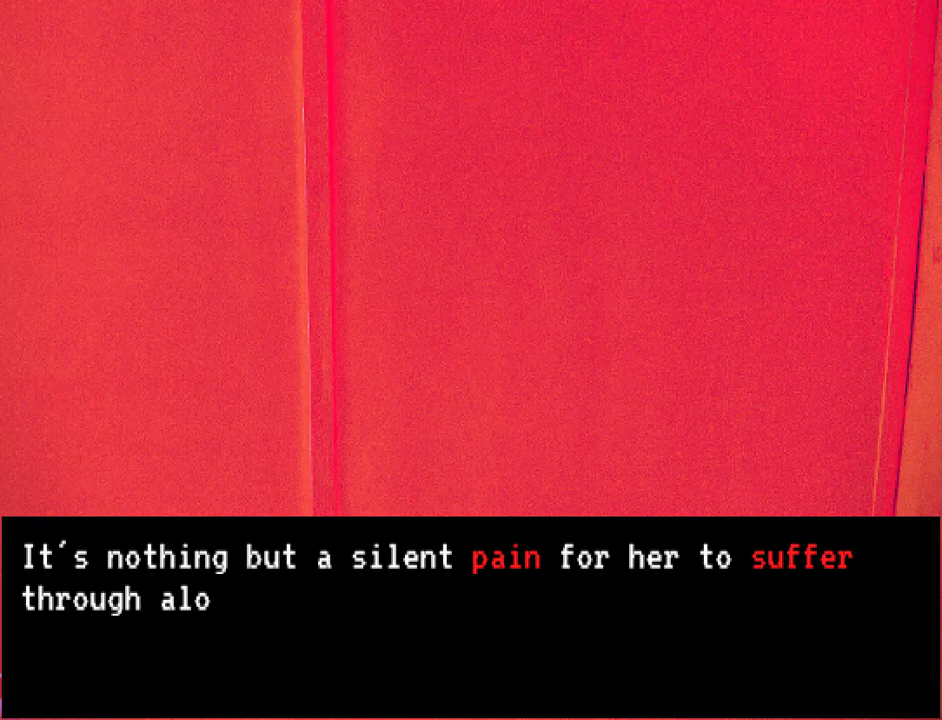 It´s nothing but a silent pain for her to suffer
through alo